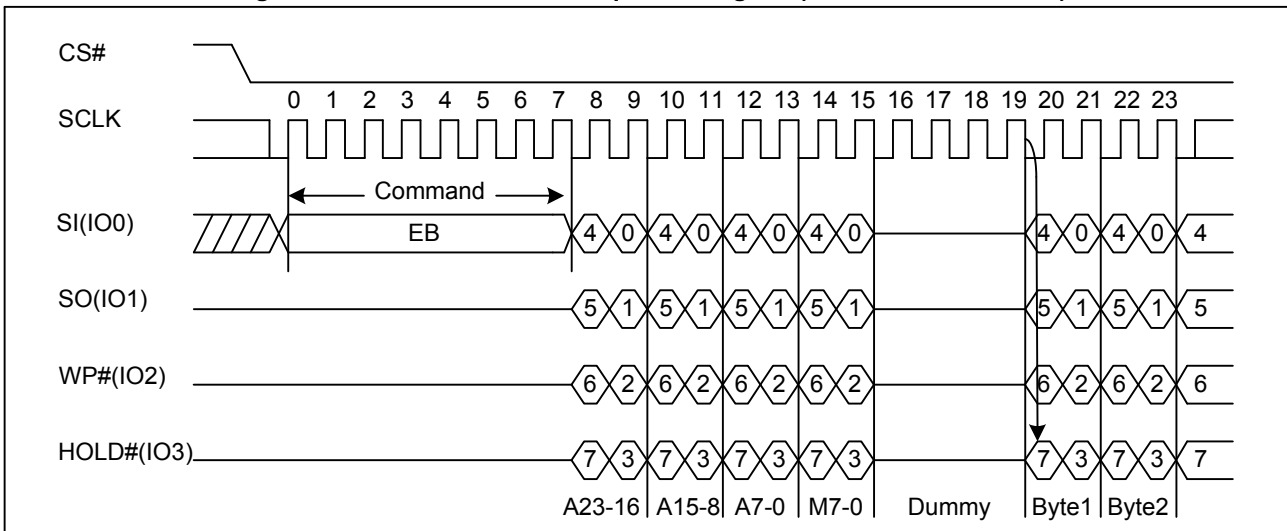 CS#
0 1 2 3 4 5 6 7 8 9 10 11 12 13 14 15 16 17 18 19 20 21 22 23
SCLK
Command
SI(IO0) EB 4 0 4 0 4 0 4 0 4 0 4 0 4
SO(IO1) 5 1 5 1 5 1 5 1 5 1 5 1 5
WP#(IO2) 6 2 6 2 6 2 6 2 6 2 6 2 6
HOLD#(IO3) 7 3 7 3 7 3 7 3 7 3 7 3 7
A23-16 A15-8 A7-0 M7-0 Dummy Byte1 Byte2